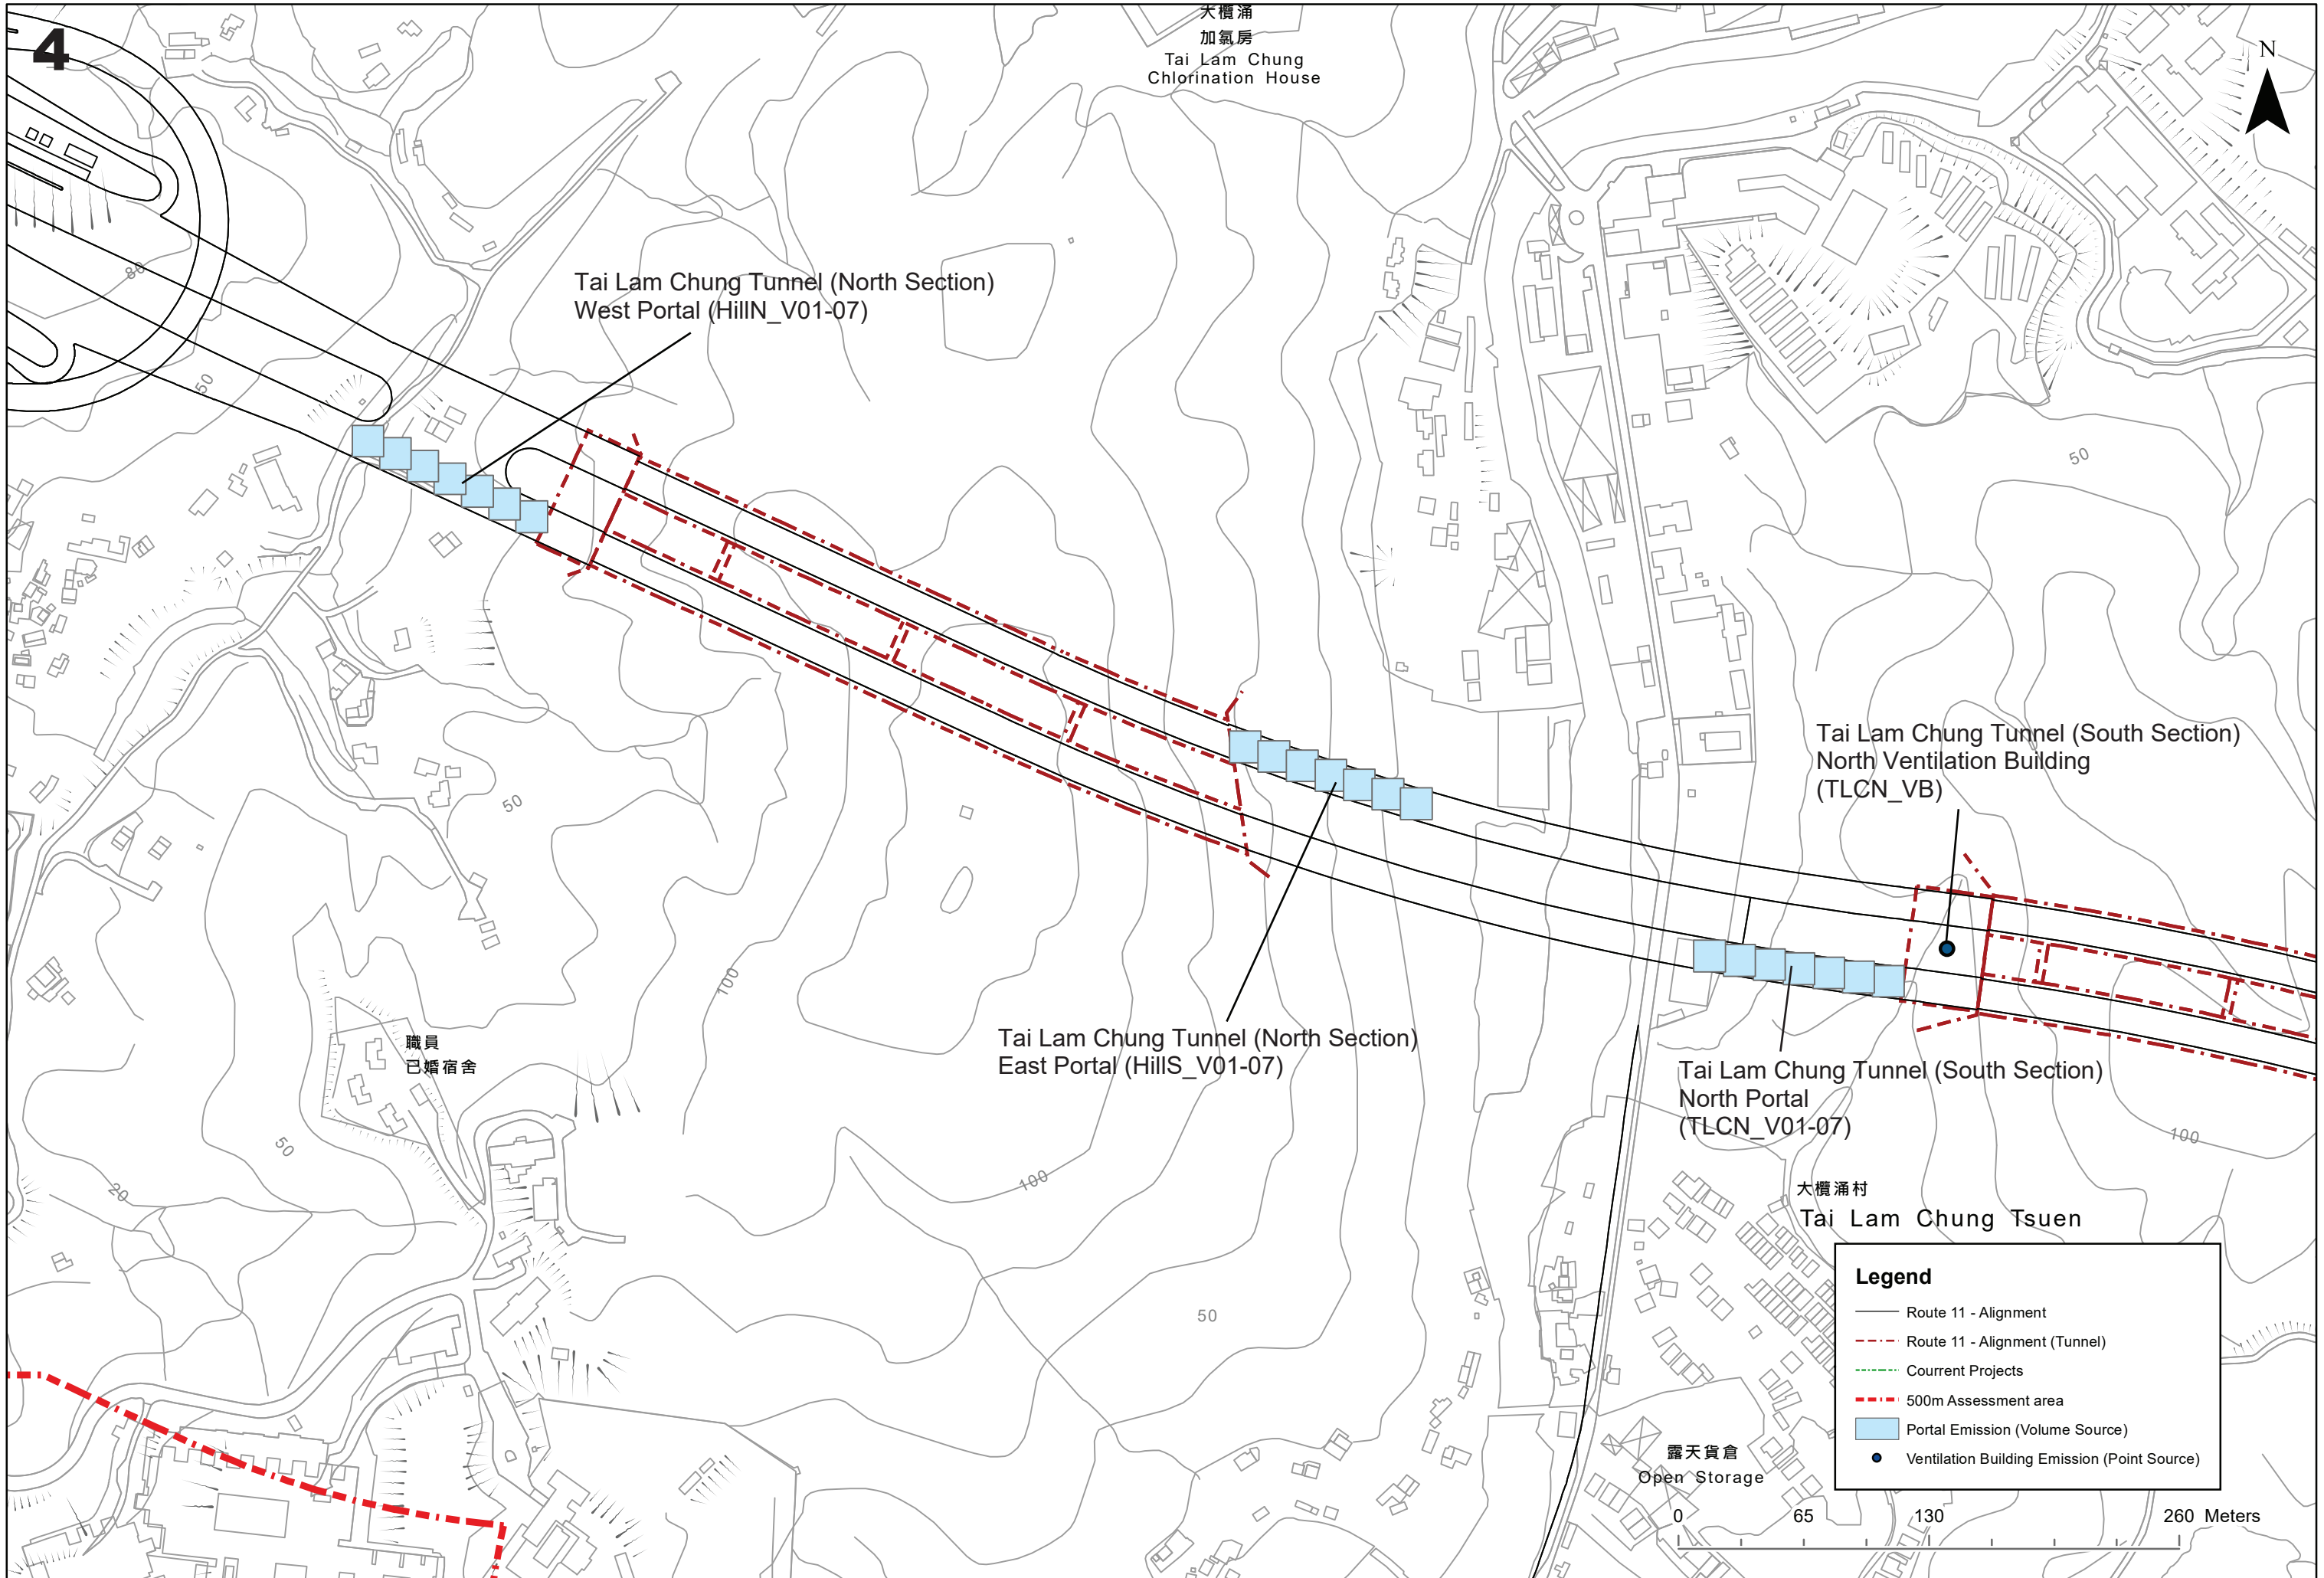 4
大欖涌
加氯房
Tai Lam Chung
Chlorination House
N
80
50
Tai Lam Chung Tunnel (North Section)
West Portal (HillN_V01-07)
50
Tai Lam Chung Tunnel (South Section)
North Ventilation Building
(TLCN_VB)
50
100
Tai Lam Chung Tunnel (North Section)
East Portal (HillS_V01-07)
職員
已婚宿舍
Tai Lam Chung Tunnel (South Section)
North Portal
(TLCN_V01-07)
100
50
20
100
大欖涌村
Tai Lam Chung Tsuen
50
Legend
Route 11 - Alignment
Route 11 - Alignment (Tunnel)
Courrent Projects
500m Assessment area
Portal Emission (Volume Source)
Ventilation Building Emission (Point Source)
露天貨倉
Open Storage
0 65 130 260 Meters